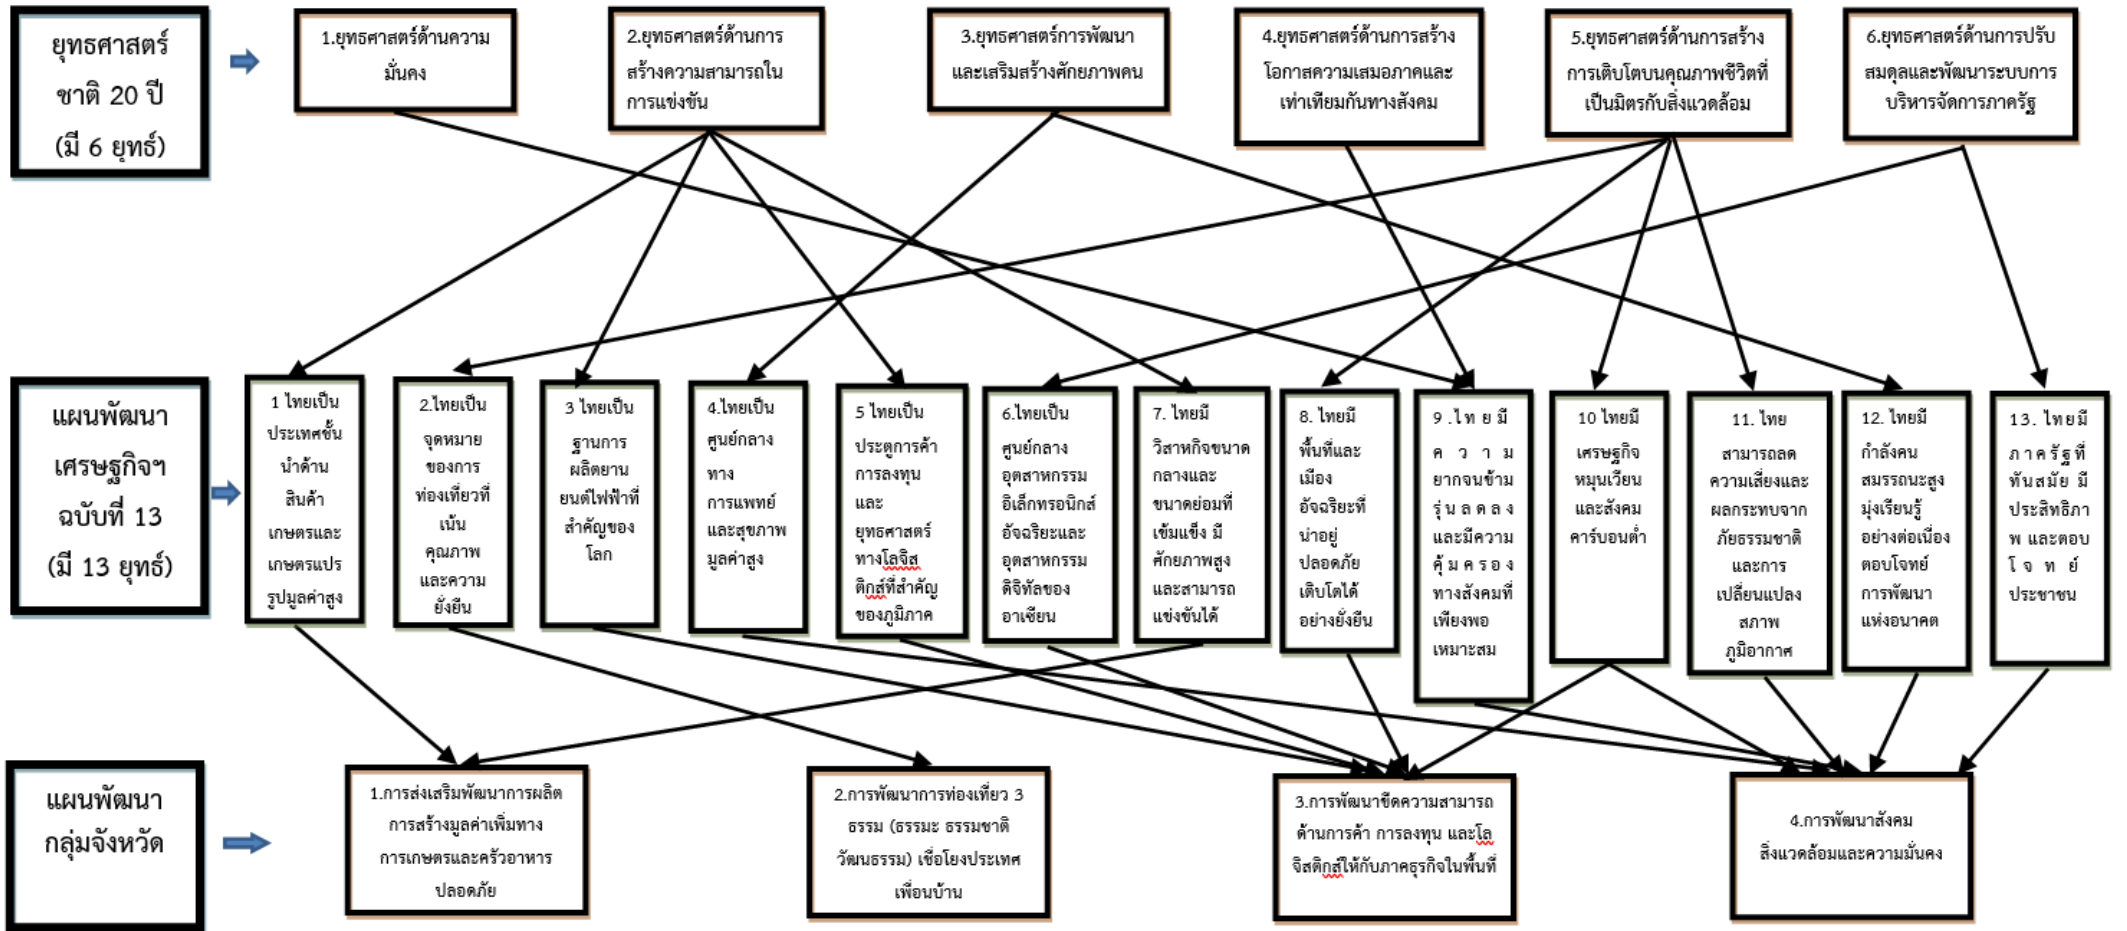 ยุทธศาสตร์
ชาติ 20 ปี
(มี 6 ยุทธ์)
1.ยุทธศาสตร์ด้านความ
มั่นคง
2.ยุทธศาสตร์ด้านการ
สร้างความสามารถใน
การแข่งขัน
3.ยุทธศาสตร์การพัฒนา
และเสริมสร้างศักยภาพคน
4.ยุทธศาสตร์ด้านการสร้าง
โอกาสความเสมอภาคและ
เท่าเทียมกันทางสังคม
5.ยุทธศาสตร์ด้านการสร้าง
การเติบโตบนคุณภาพชีวิตที่
เป็นมิตรกับสิ่งแวดล้อม
6.ยุทธศาสตร์ด้านการปรับ
สมดุลและพัฒนาระบบการ
บริหารจัดการภาครัฐ
แผนพัฒนา
เศรษฐกิจฯ
ฉบับที่ 13
(มี 13 ยุทธ์)
1 ไทยเป็น
ประเทศชั้น
นำด้าน
สินค้า
เกษตรและ
เกษตรแปร
รูปมูลค่าสูง
2.ไทยเป็น
จุดหมาย
ของการ
ท่องเที่ยวที่
เน้น
คุณภาพ
และความ
ยั่งยืน
3 ไทยเป็น
ฐานการ
ผลิตยาน
ยนต์ไฟฟ้าที่
สำคัญของ
โลก
4.ไทยเป็น
ศูนย์กลาง
ทาง
การแพทย์
และสุขภาพ
มูลค่าสูง
5 ไทยเป็น
ประตูการค้า
การลงทุน
และ
ยุทธศาสตร์
ทางโลจิส
ติกส์ที่สำคัญ
ของภูมิภาค
6.ไทยเป็น
ศูนย์กลาง
อุตสาหกรรม
อิเล็กทรอนิกส์
อัจฉริยะและ
อุตสาหกรรม
ดิจิทัลของ
อาเซียน
7. ไทยมี
วิสาหกิจขนาด
กลางและ
ขนาดย่อมที่
เข้มแข็ง มี
ศักยภาพสูง
และสามารถ
แข่งขันได้
8. ไทยมี
พื้นที่และ
เมือง
อัจฉริยะที่
น่าอยู่
ปลอดภัย
เติบโตได้
อย่างยั่งยืน
9.ไทยมี
ความ
ยากจนข้าม
รุ่นลดลง
และมีความ
คุ้มครอง
ทางสังคมที่
เพียงพอ
เหมาะสม
10 ไทยมี
เศรษฐกิจ
หมุนเวียน
และสังคม
คาร์บอนต่ำ
11. ไทย
สามารถลด
ความเสี่ยงและ
ผลกระทบจาก
ภัยธรรมชาติ
และการ
เปลี่ยนแปลง
สภาพ
ภูมิอากาศ
12. ไทยมี
กำลังคน
สมรรถนะสูง
มุ่งเรียนรู้
อย่างต่อเนื่อง
ตอบโจทย์
การพัฒนา
แห่งอนาคต
13. ไทยมี
ภาครัฐที่
ทันสมัย มี
ประสิทธิภา
พ และตอบ
โจทย์
ประชาชน
แผนพัฒนา
กลุ่มจังหวัด
1.การส่งเสริมพัฒนาการผลิต
การสร้างมูลค่าเพิ่มทาง
การเกษตรและครัวอาหาร
ปลอดภัย
2.การพัฒนาการท่องเที่ยว 3
ธรรม (ธรรมะ ธรรมชาติ
วัฒนธรรม) เชื่อโยงประเทศ
เพื่อนบ้าน
3.การพัฒนาขีดความสามารถ
ด้านการค้า การลงทุน และโล
จิสติกส์ให้กับภาคธุรกิจในพื้นที่
4.การพัฒนาสังคม
สิ่งแวดล้อมและความมั่นคง